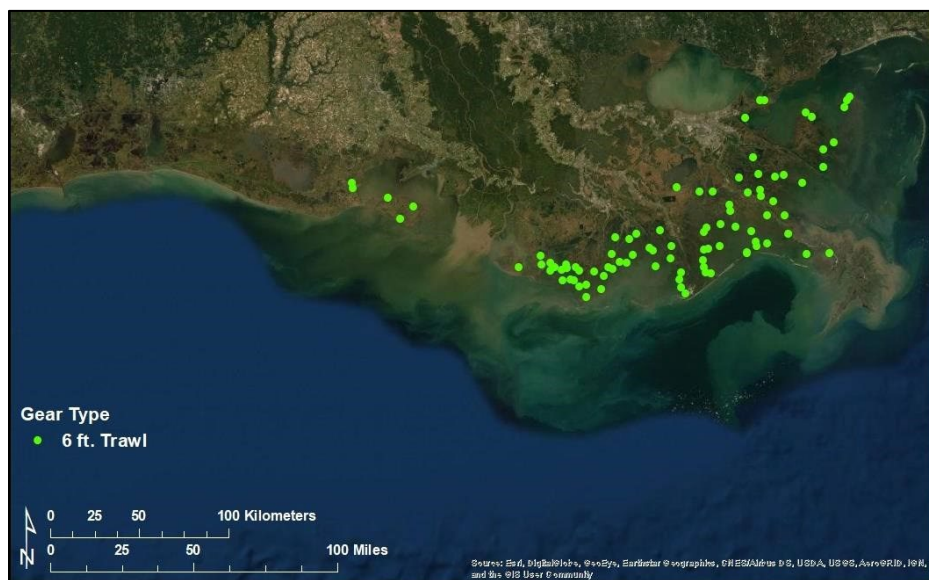 Gear Type
6 ft. Trawl
0 25 50 100 Kilometers
N
0 25 50 100 Miles
Source: Esri, DigitalGlobe, GeoEye, Earthstar Geographics, CNES/Airbus DS, USDA, USGS, AeroGRID, IGN,
and the GIS User Community